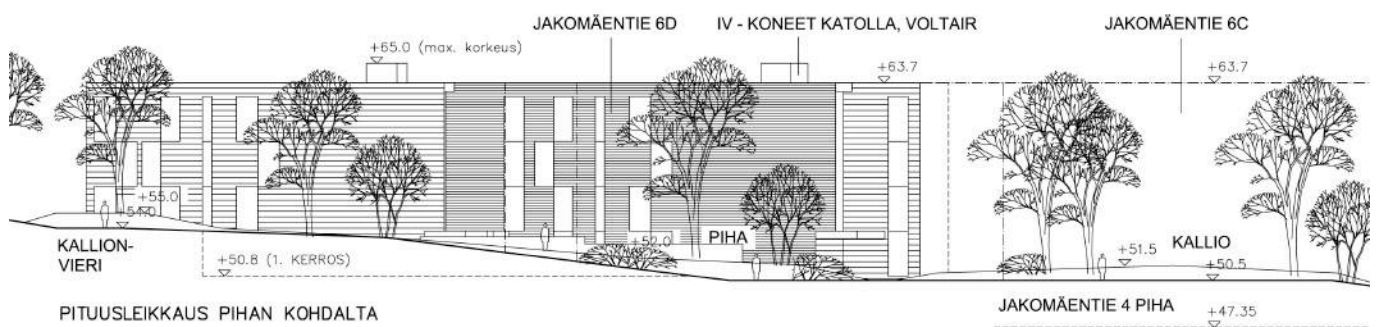 JAKOMÄENTIE 6D
IV - KONEET KATOLLA, VOLTAIR
JAKOMÄENTIE 6C
+65.0 (max. korkeus)
+63.7
+63.7
+55.0
+54.0
KALLION-
VIERI
+52.0
PIHA
+51.5
KALLIO
+50.8 (1. KERROS)
+50.5
PITUUSLEIKKAUS PIHAN KOHDALTA
JAKOMÄENTIE 4 PIHA
+47.35